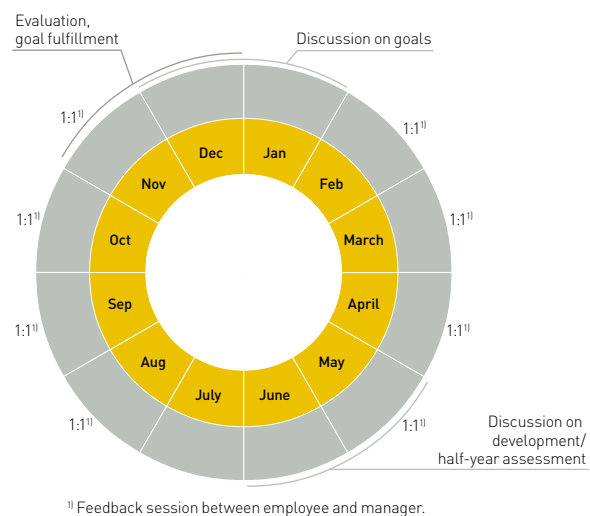 Evaluation,
goal fulfillment
Discussion on goals
1:1¹⁾
1:1¹⁾
Dec
Jan
Nov
Feb
1:1¹⁾
1:1¹⁾
Oct
March
Sep
April
1:1¹⁾
1:1¹⁾
Aug
May
July
June
1:1¹⁾
1:1¹⁾
Discussion on
development/
half-year assessment
¹⁾ Feedback session between employee and manager.